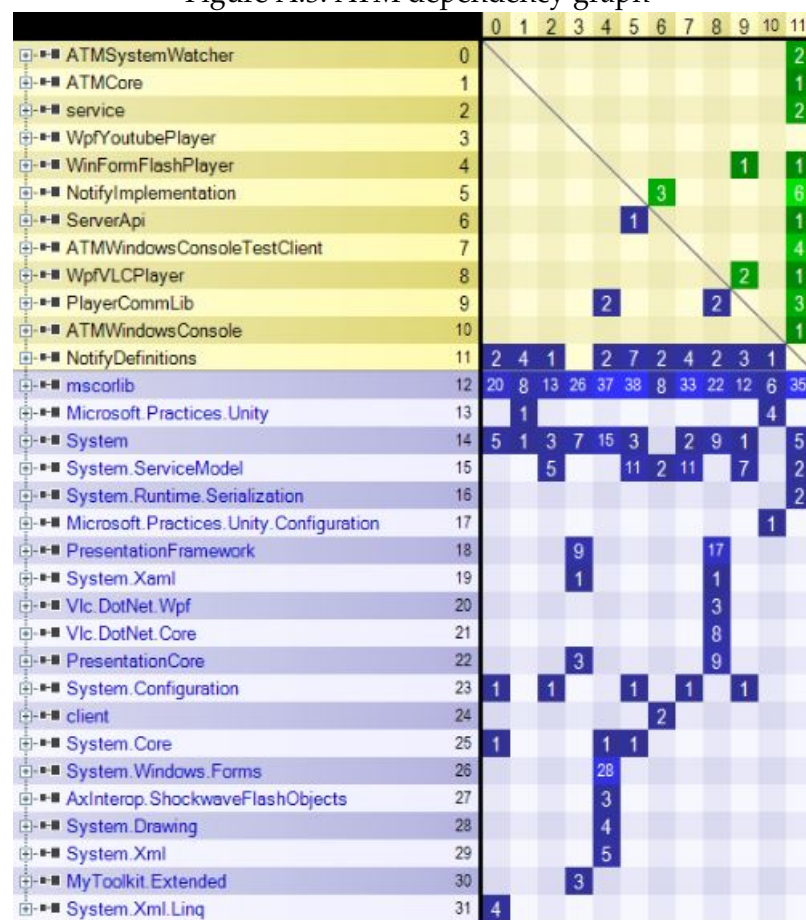 Figure A.5: ATM dependency graph
0 1 2 3 4 5 6 7 8 9 10 11
ATMSystemWatcher 0 2
ATMCore 1 1
service 2 2
WpfYoutubePlayer 3
WinFormFlashPlayer 4 1 1
NotifyImplementation 5 3 6
ServerApi 6 1 1
ATMWindowsConsoleTestClient 7 4
WpfVLCPlayer 8 2 1
PlayerCommLib 9 2 2 3
ATMWindowsConsole 10 1
NotifyDefinitions 11 2 4 1 2 7 2 4 2 3 1
mscorlib 12 20 8 13 26 37 38 8 33 22 12 6 35
Microsoft.Practices.Unity 13 1 4
System 14 5 1 3 7 15 3 2 9 1 5
System.ServiceModel 15 5 11 2 11 7 2
System.Runtime.Serialization 16 2
Microsoft.Practices.Unity.Configuration 17 1
PresentationFramework 18 9 17
System.Xaml 19 1 1
Vlc.DotNet.Wpf 20 3
Vlc.DotNet.Core 21 8
PresentationCore 22 3 9
System.Configuration 23 1 1 1 1 1
client 24 2
System.Core 25 1 1 1
System.Windows.Forms 26 28
AxInterop.ShockwaveFlashObjects 27 3
System.Drawing 28 4
System.Xml 29 5
MyToolkit.Extended 30 3
System.Xml.Linq 31 4